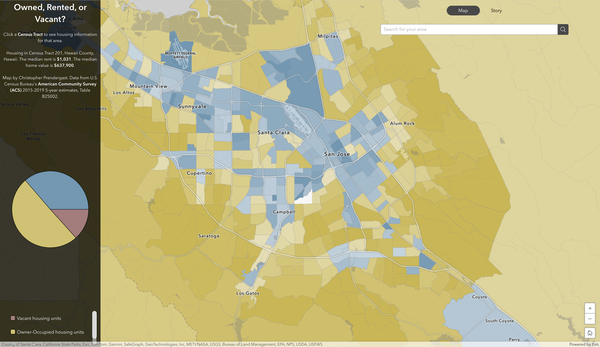 Owned, Rented, or
Vacant?
Click a Census Tract to see housing information
for that area.
Housing in Census Tract 201, Hawaii County,
Hawaii. The median rent is $1,031. The median
home value is $637,900.
Map by Christopher Prendergast. Data from U.S.
Census Bureau's American Community Survey
(ACS) 2015-2019 5-year estimates, Table
B25002.
Vacant housing units
Owner-Occupied housing units
Map
Story
Search for your area
Milpitas
MOFFETT FEDERAL
AIRFIELD
Mountain View
Los Altos
Sunnyvale
Santa Clara
Alum Rock
San Jose
Cupertino
Campbell
Saratoga
Los Gatos
Coyote
South Coyote
Perry
+
−
County of Santa Clara, California State Parks, Esri, TomTom, Garmin, SafeGraph, GeoTechnologies, Inc, METI/NASA, USGS, Bureau of Land Management, EPA, NPS, USDA, USFWS
Powered by Esri